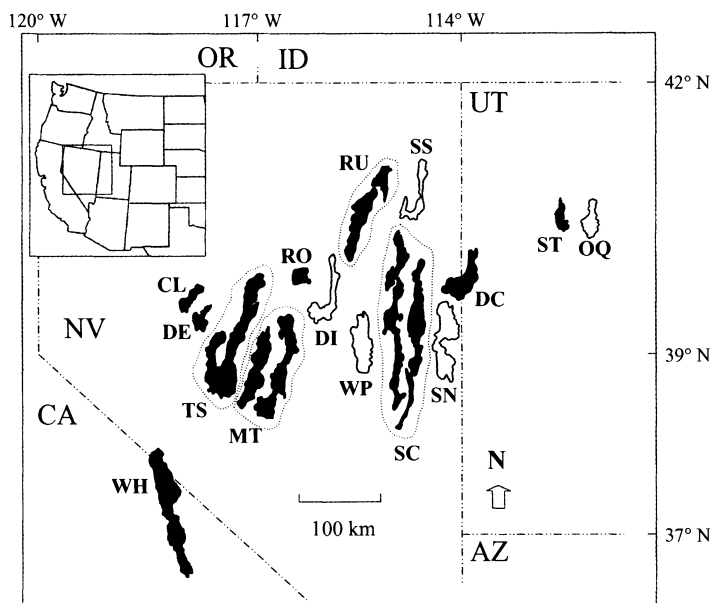 120° W 117° W 114° W
OR ID
42° N
UT
SS
RU
ST OQ
RO
CL
DC
DE
NV
DI
39° N
WP SN
TS
CA
MT
SC
N
WH
100 km
37° N
AZ